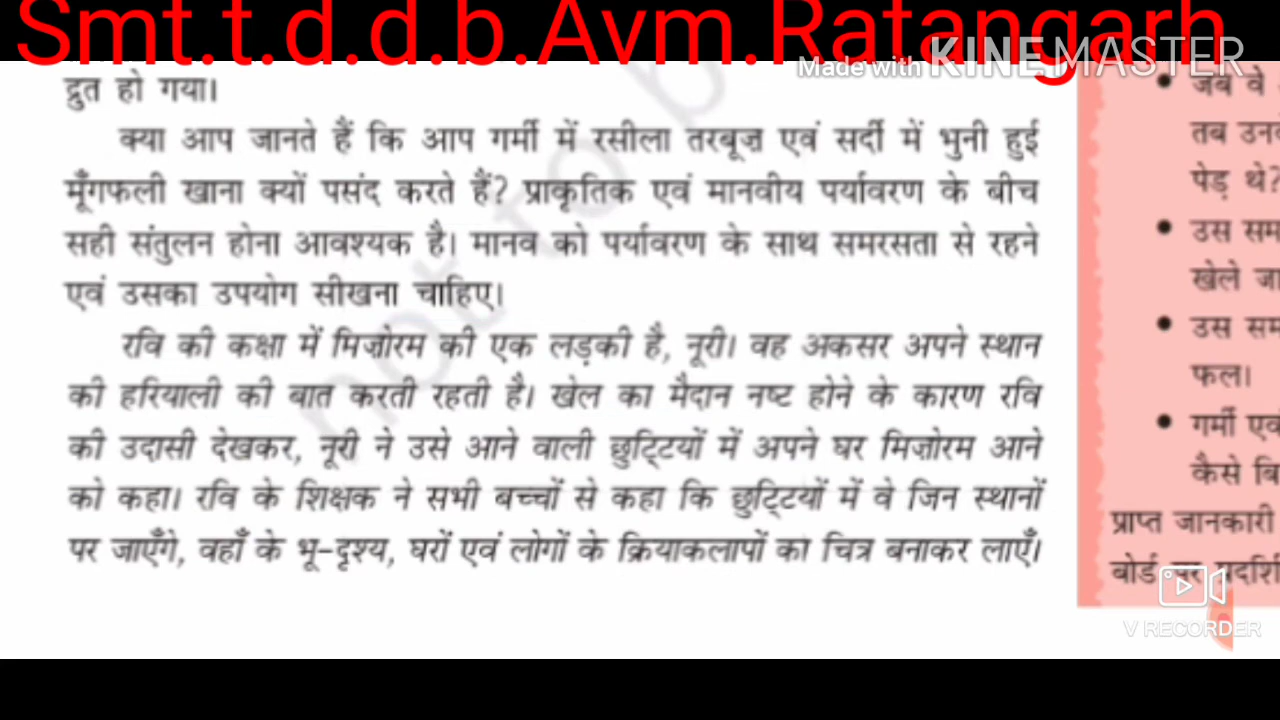 Smt.t.d.d.b.Avm.Ratangarh
Made with KINEMASTER
द्रुत हो गया।
क्या आप जानते हैं कि आप गर्मी में रसीला तरबूज़ एवं सर्दी में भुनी हुई
मूँगफली खाना क्यों पसंद करते हैं? प्राकृतिक एवं मानवीय पर्यावरण के बीच
सही संतुलन होना आवश्यक है। मानव को पर्यावरण के साथ समरसता से रहने
एवं उसका उपयोग सीखना चाहिए।
रवि की कक्षा में मिज़ोरम की एक लड़की है, नूरी। वह अकसर अपने स्थान
की हरियाली की बात करती रहती है। खेल का मैदान नष्ट होने के कारण रवि
की उदासी देखकर, नूरी ने उसे आने वाली छुट्टियों में अपने घर मिज़ोरम आने
को कहा। रवि के शिक्षक ने सभी बच्चों से कहा कि छुट्टियों में वे जिन स्थानों
पर जाएँगे, वहाँ के भू-दृश्य, घरों एवं लोगों के क्रियाकलापों का चित्र बनाकर लाएँ।
not to b
• जब वे
तब
पेड़ थे?
• उस
खेले
• उस
फल।
• गर्मी
कैसे
प्राप्त जानकारी
बोर्ड पर
V RECORDER